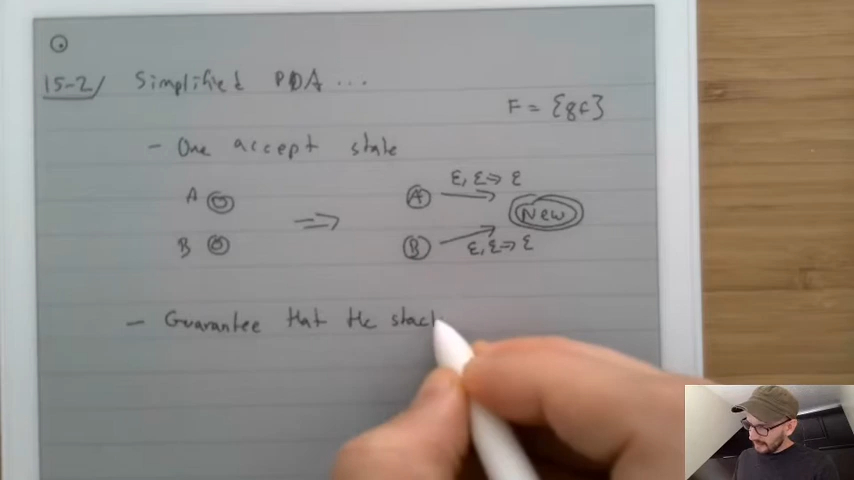 15-2/ Simplified PDA...
F = {qf}
- One accept state
A
B
⇒
A ε, ε → ε
New
B ε, ε → ε
- Guarantee that the stack